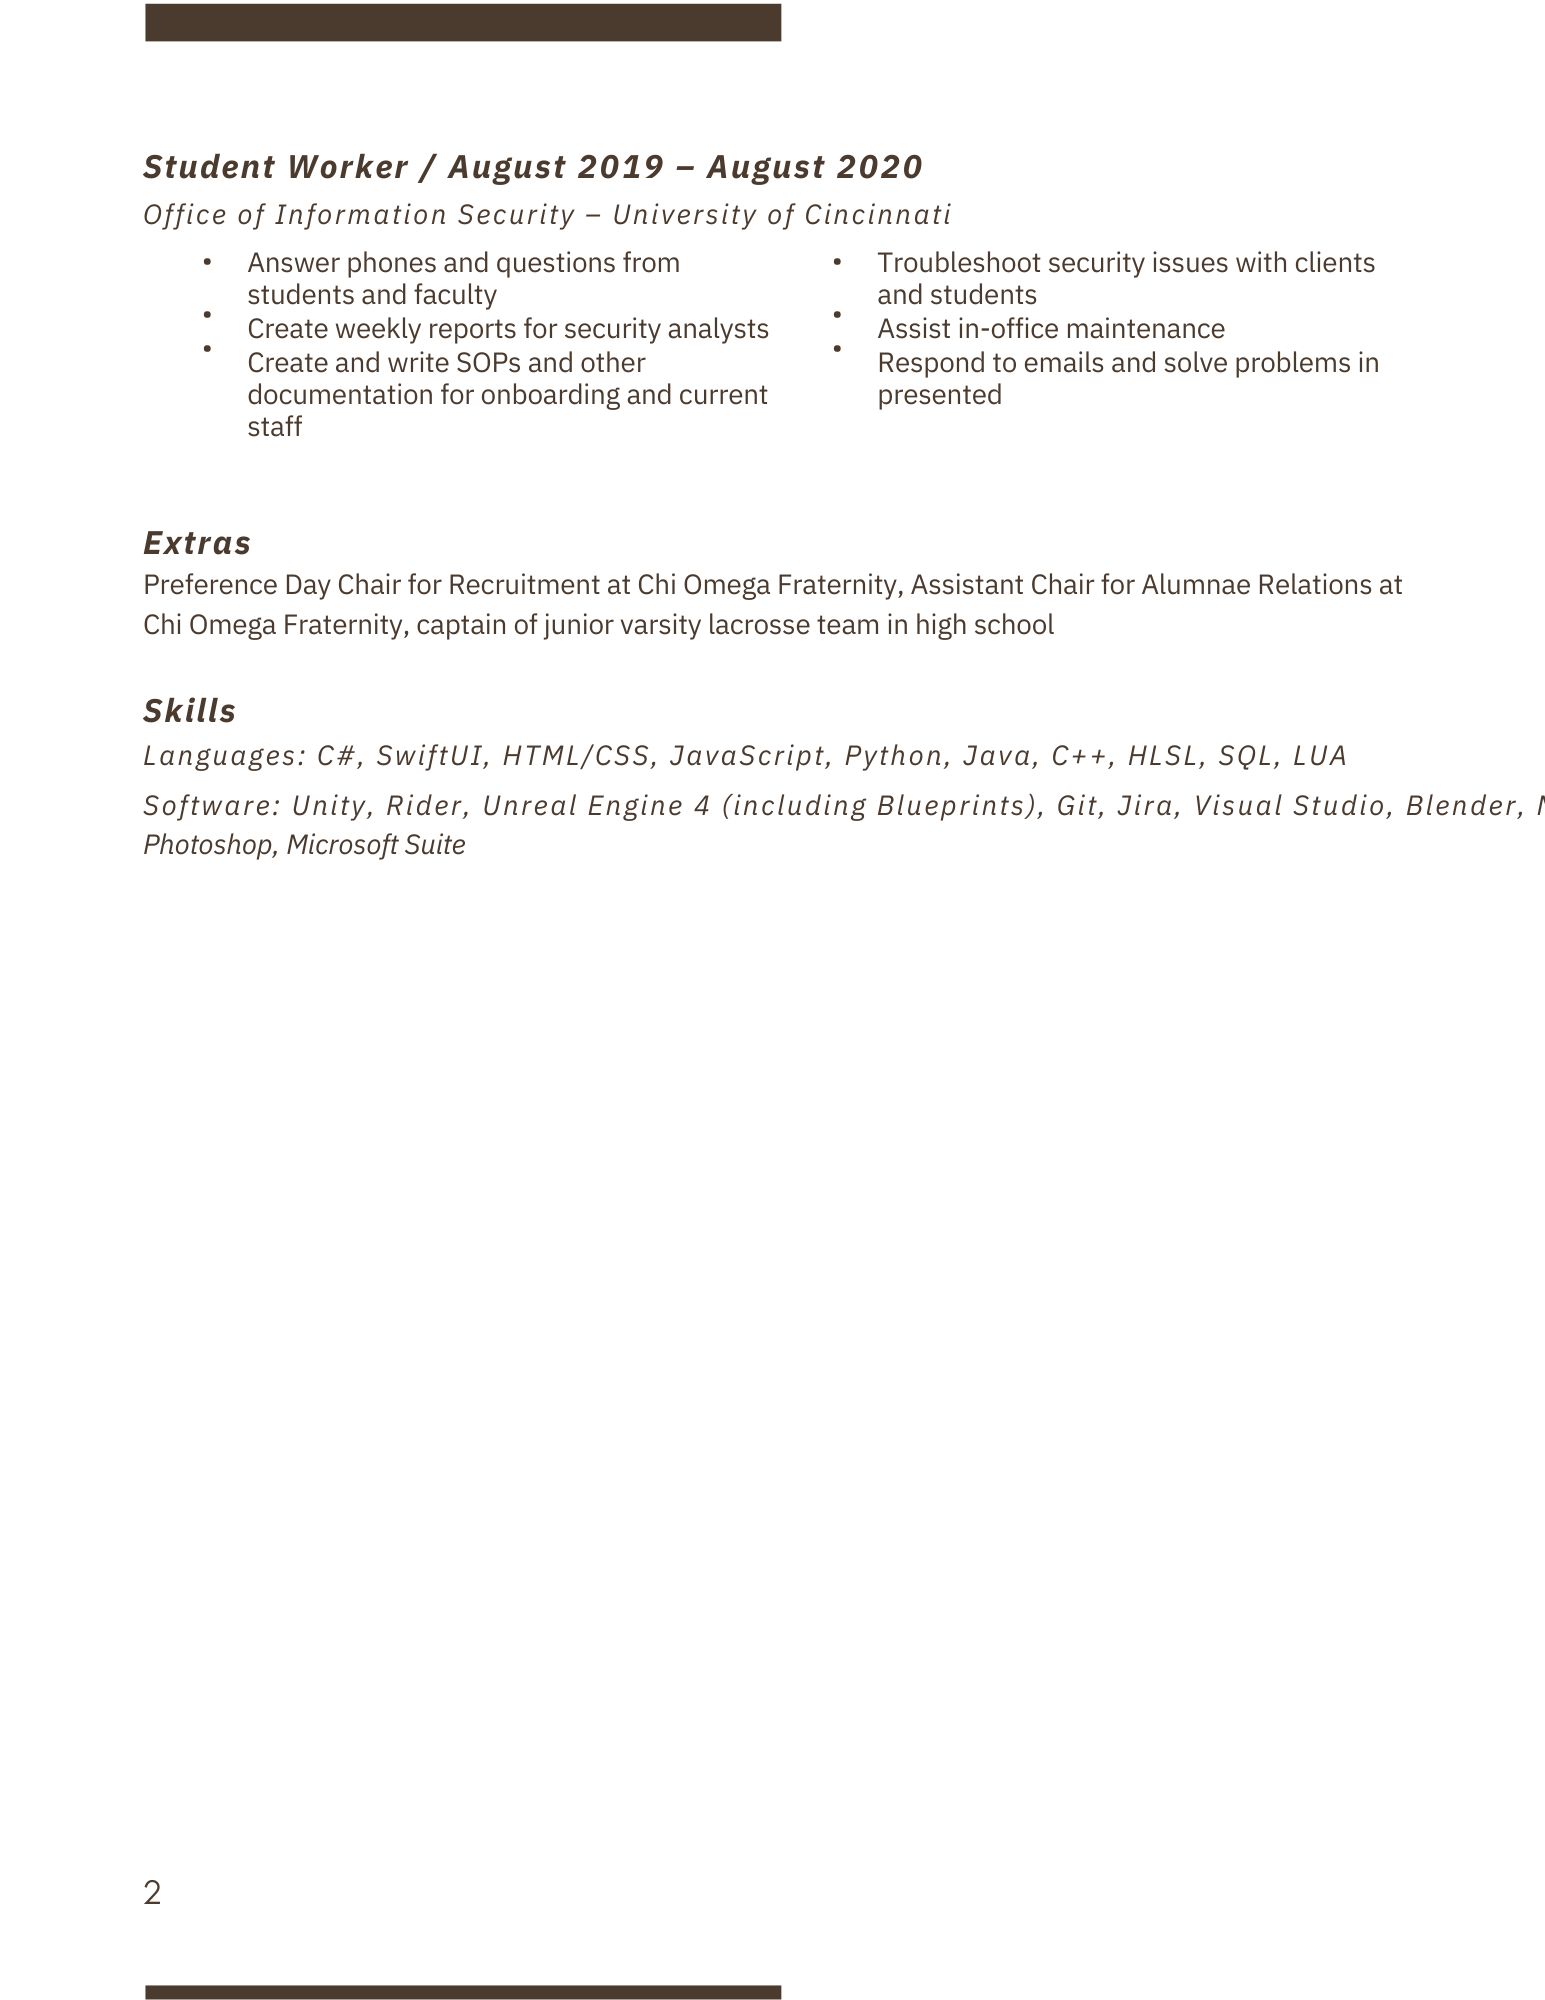 Student Worker / August 2019 – August 2020
Office of Information Security – University of Cincinnati
• Answer phones and questions from
students and faculty
• Create weekly reports for security analysts
• Create and write SOPs and other
documentation for onboarding and current
staff
• Troubleshoot security issues with clients
and students
• Assist in-office maintenance
• Respond to emails and solve problems in
presented
Extras
Preference Day Chair for Recruitment at Chi Omega Fraternity, Assistant Chair for Alumnae Relations at
Chi Omega Fraternity, captain of junior varsity lacrosse team in high school
Skills
Languages: C#, SwiftUI, HTML/CSS, JavaScript, Python, Java, C++, HLSL, SQL, LUA
Software: Unity, Rider, Unreal Engine 4 (including Blueprints), Git, Jira, Visual Studio, Blender,
Photoshop, Microsoft Suite
2